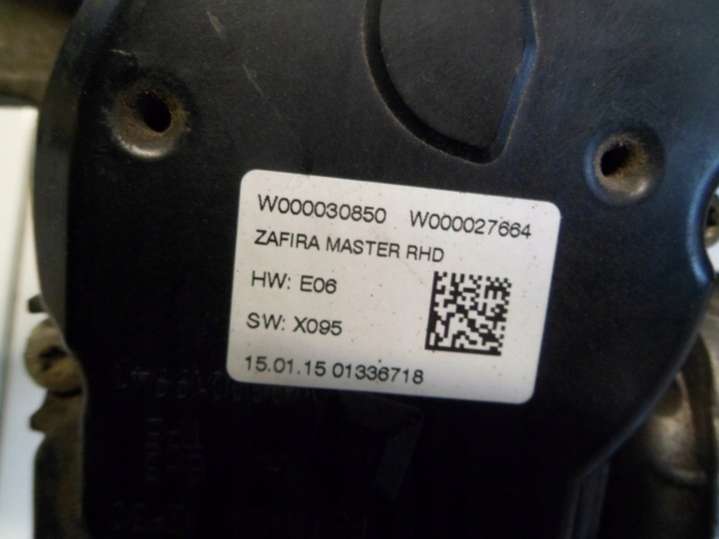 W000030850 W000027664
ZAFIRA MASTER RHD
HW: E06
SW: X095
15.01.15 01336718